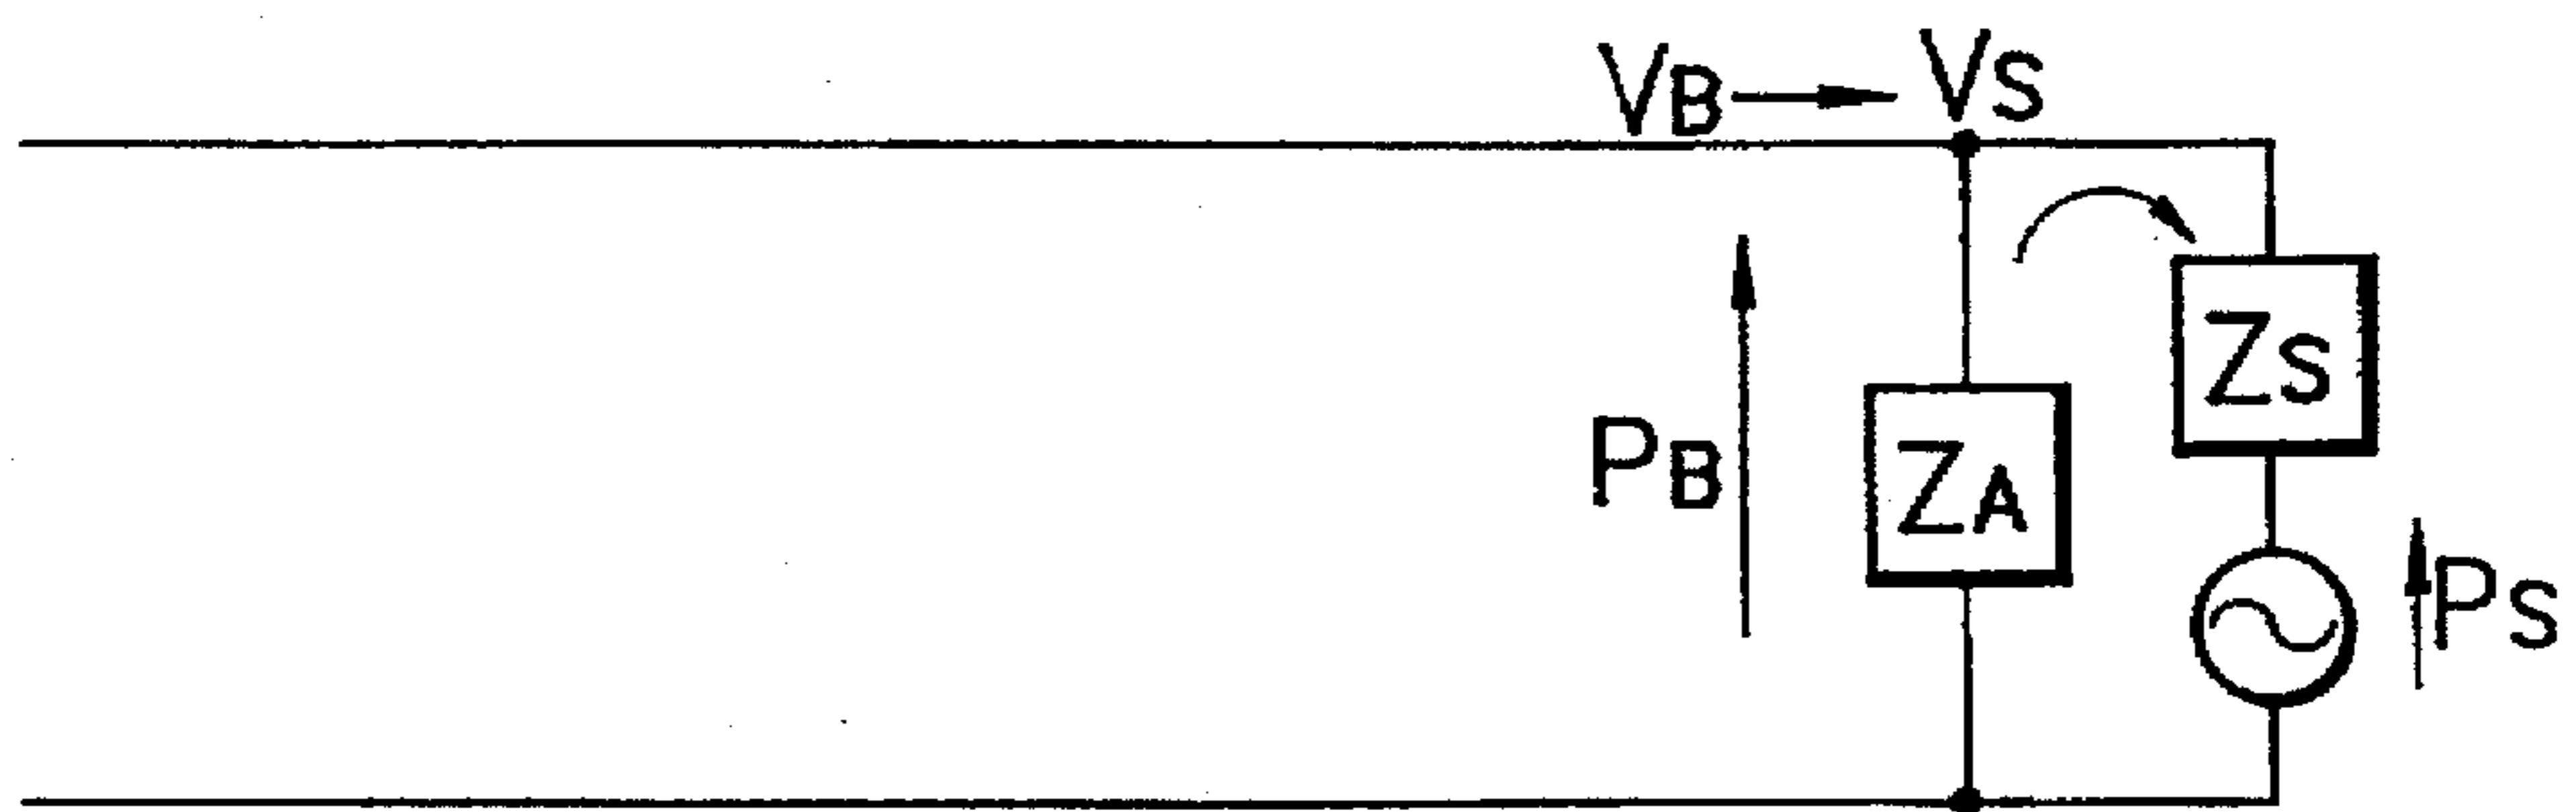 VB → VS
ZS
PB
ZA
PS